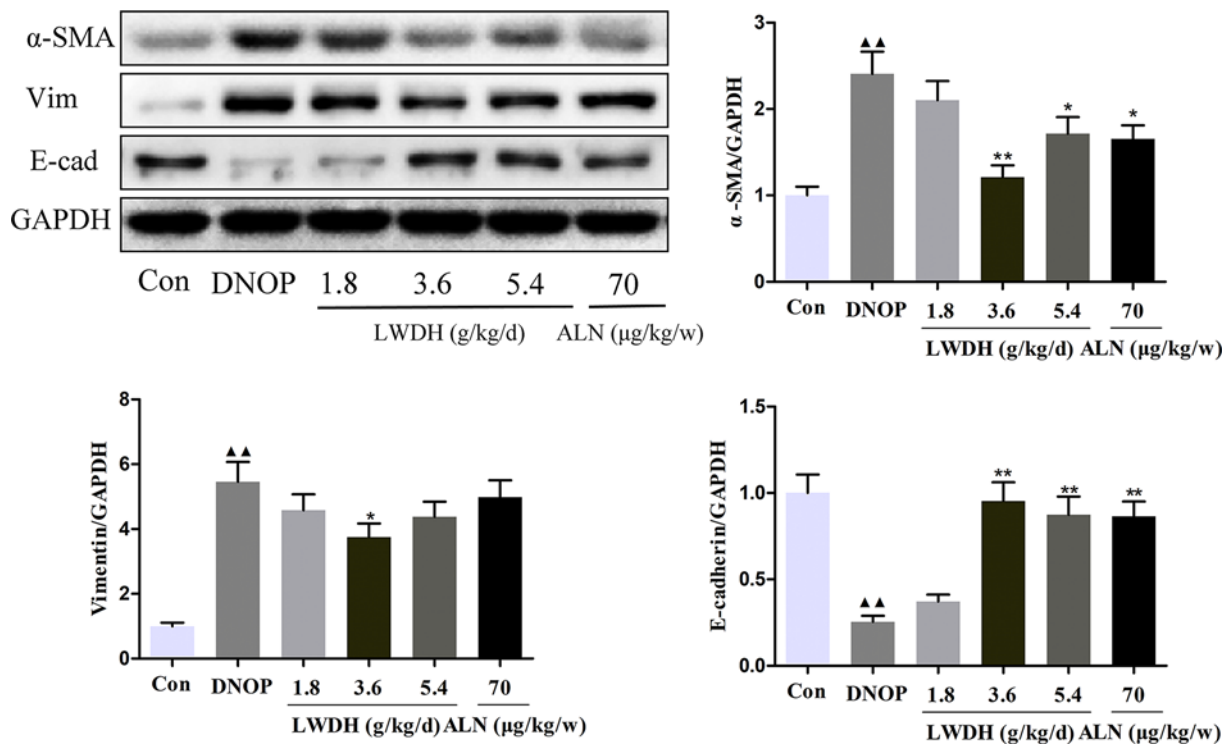 α-SMA
Vim
E-cad
GAPDH
Con DNOP 1.8 3.6 5.4 70
LWDH (g/kg/d) ALN (μg/kg/w)
α-SMA/GAPDH
3
2
1
0
▲▲
**
*
*
Con DNOP 1.8 3.6 5.4 70
LWDH (g/kg/d) ALN (μg/kg/w)
Vimentin/GAPDH
8
6
4
2
0
▲▲
*
Con DNOP 1.8 3.6 5.4 70
LWDH (g/kg/d) ALN (μg/kg/w)
E-cadherin/GAPDH
1.5
1.0
0.5
0.0
▲▲
**
**
**
Con DNOP 1.8 3.6 5.4 70
LWDH (g/kg/d) ALN (μg/kg/w)